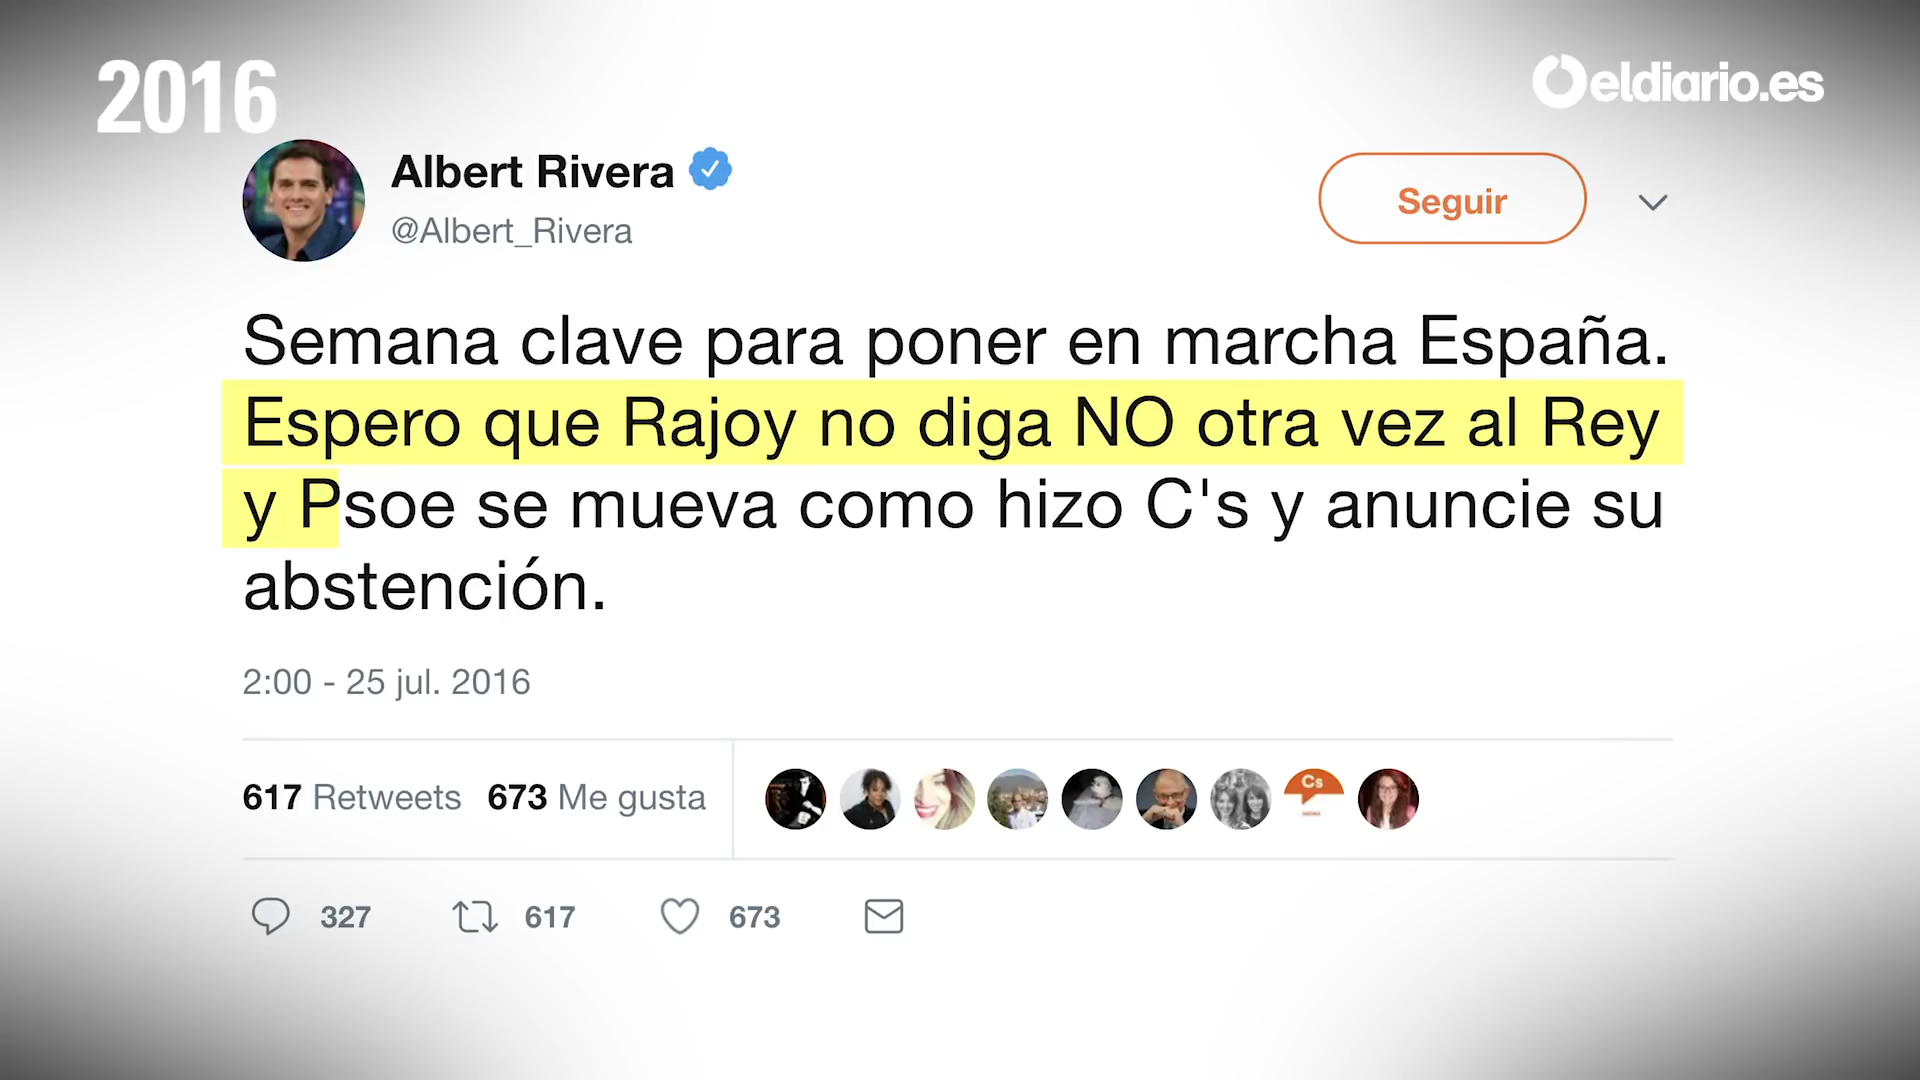 2016
eldiario.es
Albert Rivera
@Albert_Rivera
Seguir
Semana clave para poner en marcha España.
Espero que Rajoy no diga NO otra vez al Rey
y Psoe se mueva como hizo C's y anuncie su
abstención.
2:00 - 25 jul. 2016
617 Retweets 673 Me gusta
Cs
327 617 673